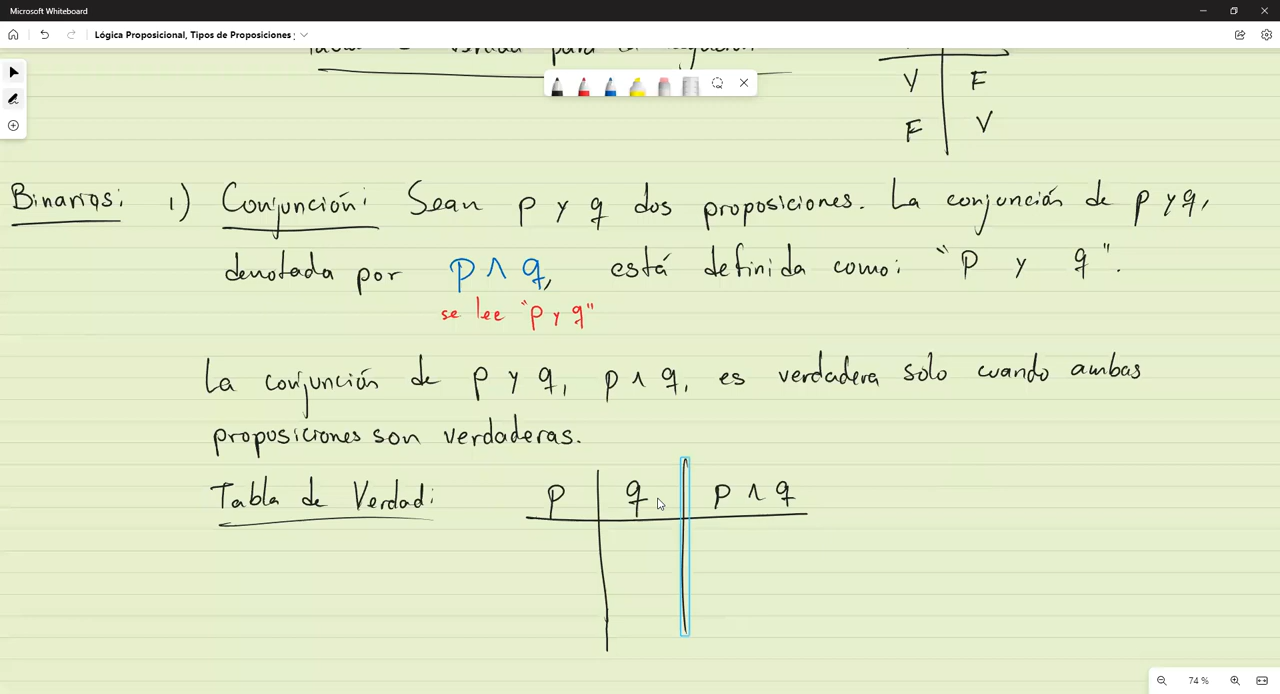 Microsoft Whiteboard
Lógica Proposicional, Tipos de Proposiciones
V F
F V
Binarios: 1) Conjunción: Sean p y q dos proposiciones. La conjunción de p y q,
denotada por p ∧ q, está definida como: "p y q".
se lee "p y q"
La conjunción de p y q, p ∧ q, es verdadera solo cuando ambas
proposiciones son verdaderas.
Tabla de Verdad: p q p ∧ q
74 %